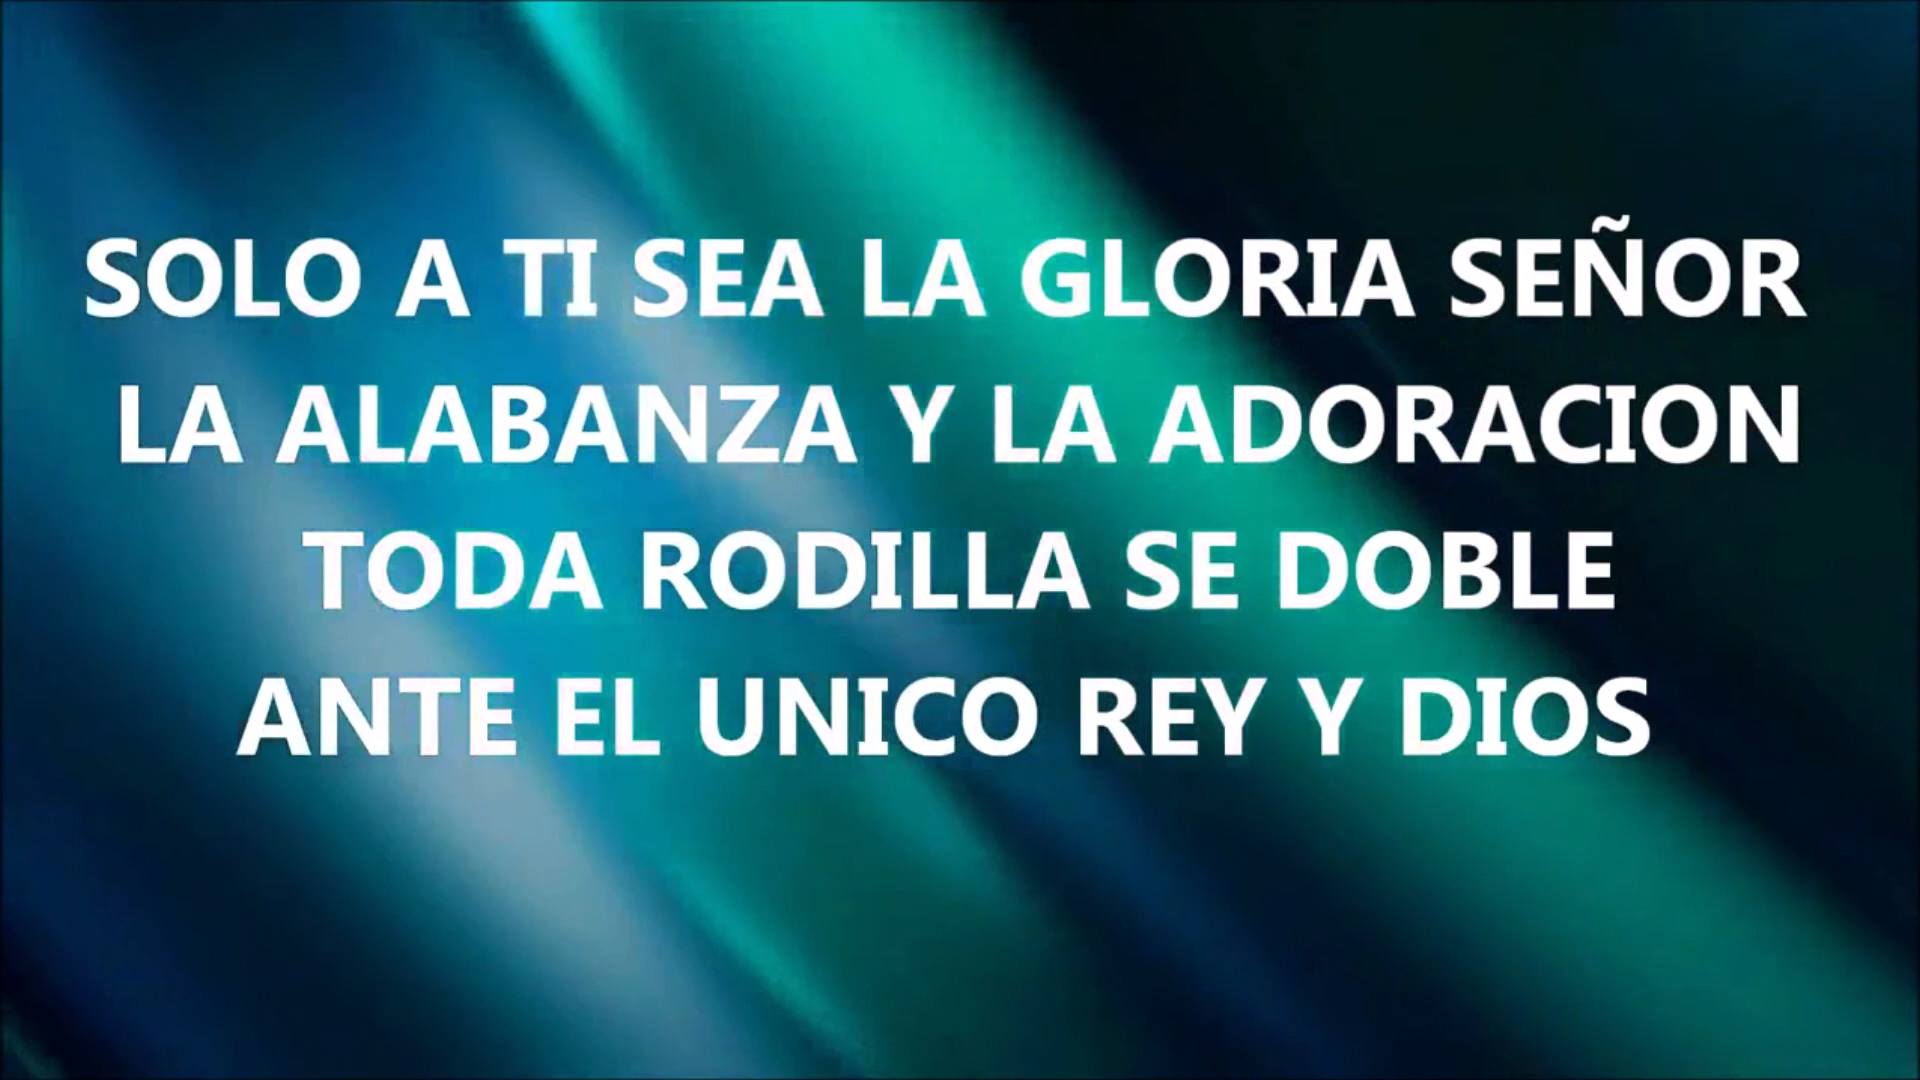 SOLO A TI SEA LA GLORIA SEÑOR
LA ALABANZA Y LA ADORACION
TODA RODILLA SE DOBLE
ANTE EL UNICO REY Y DIOS